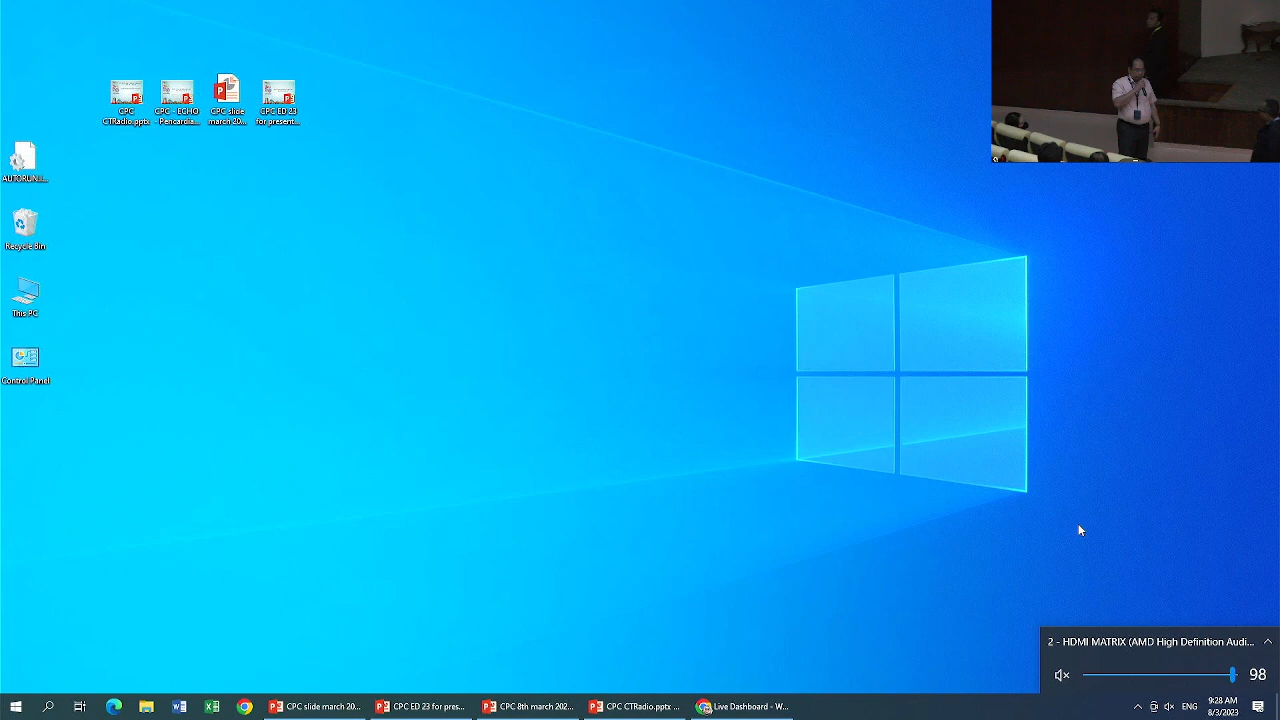 CPC
CTRadio.pptx
CPC - ECHO
- Pencardia...
CPC slide
march 20...
CPC ED 23
for present...
AUTORUN.I...
Recycle Bin
This PC
Control Panel
2 - HDMI MATRIX (AMD High Definition Audi...
98
CPC slide march 20...
CPC ED 23 for pres...
CPC 8th march 202...
CPC CTRadio.pptx ...
Live Dashboard - W...
ENG
9:28 AM
8/3/2023